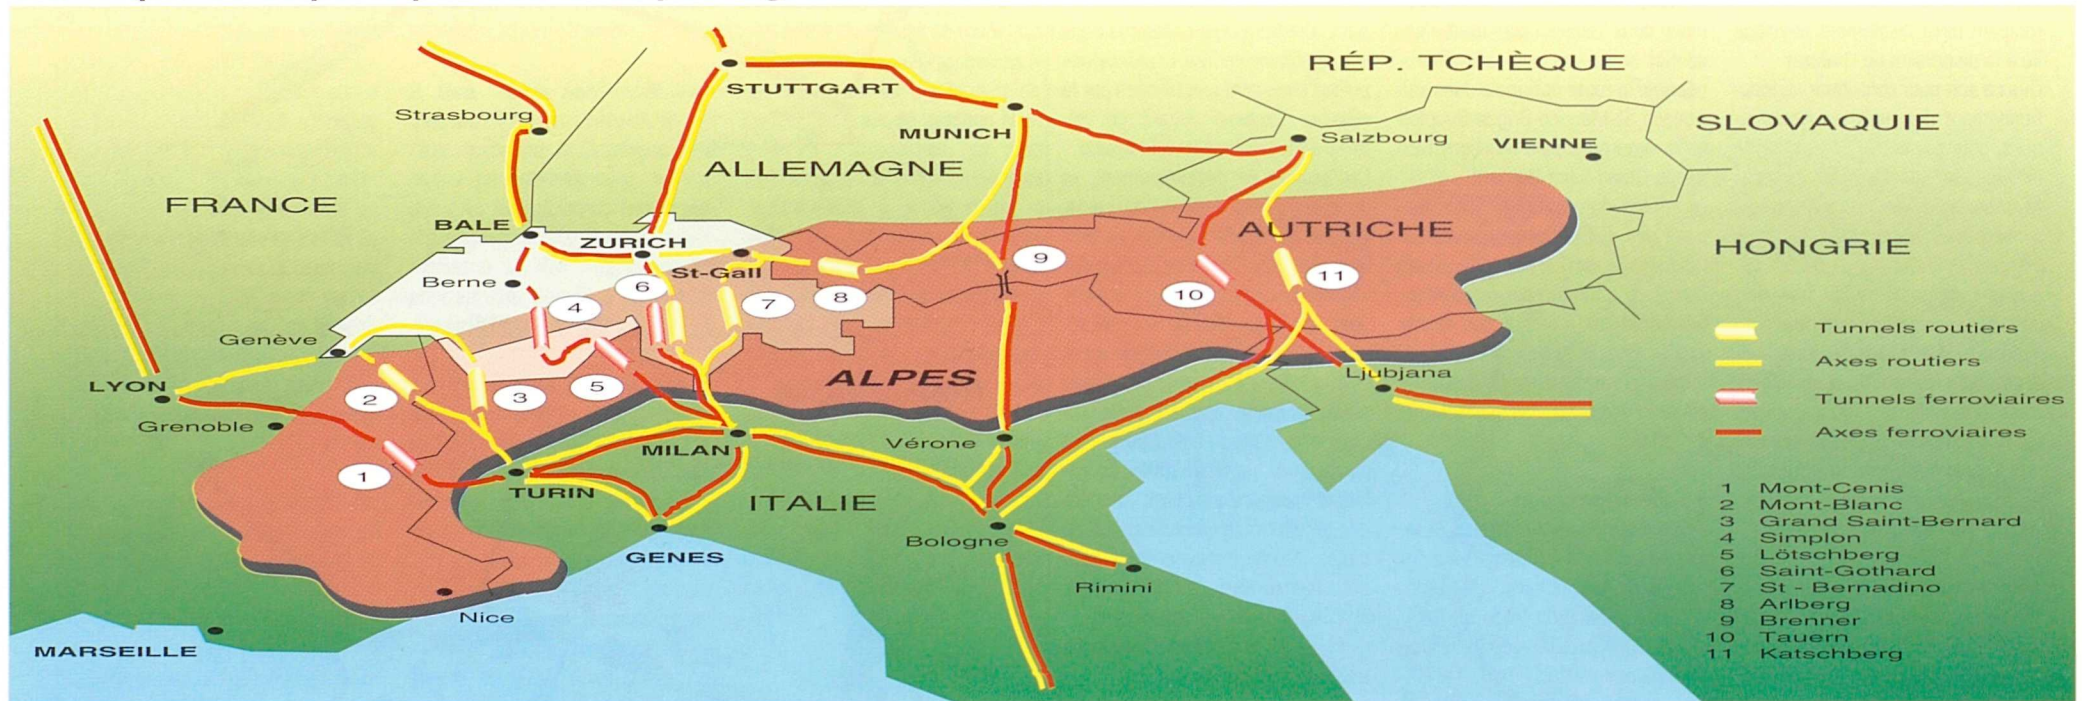 RÉP. TCHÈQUE
STUTTGART
Strasbourg
MUNICH
Salzbourg
VIENNE
SLOVAQUIE
ALLEMAGNE
FRANCE
BALE
ZURICH
AUTRICHE
HONGRIE
St-Gall
Berne
9
11
6
4
7
8
10
Genève
LYON
2
3
5
ALPES
Ljubjana
Grenoble
MILAN
Vérone
1
TURIN
ITALIE
GENES
Bologne
Rimini
Nice
MARSEILLE
Tunnels routiers
Axes routiers
Tunnels ferroviaires
Axes ferroviaires
1 Mont-Cenis
2 Mont-Blanc
3 Grand Saint-Bernard
4 Simplon
5 Lötschberg
6 Saint-Gothard
7 St - Bernadino
8 Arlberg
9 Brenner
10 Tauern
11 Katschberg